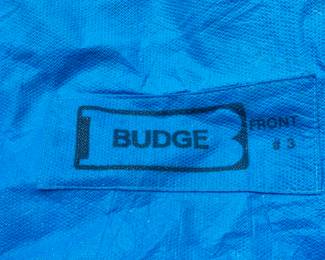 BUDGE
FRONT
# 3